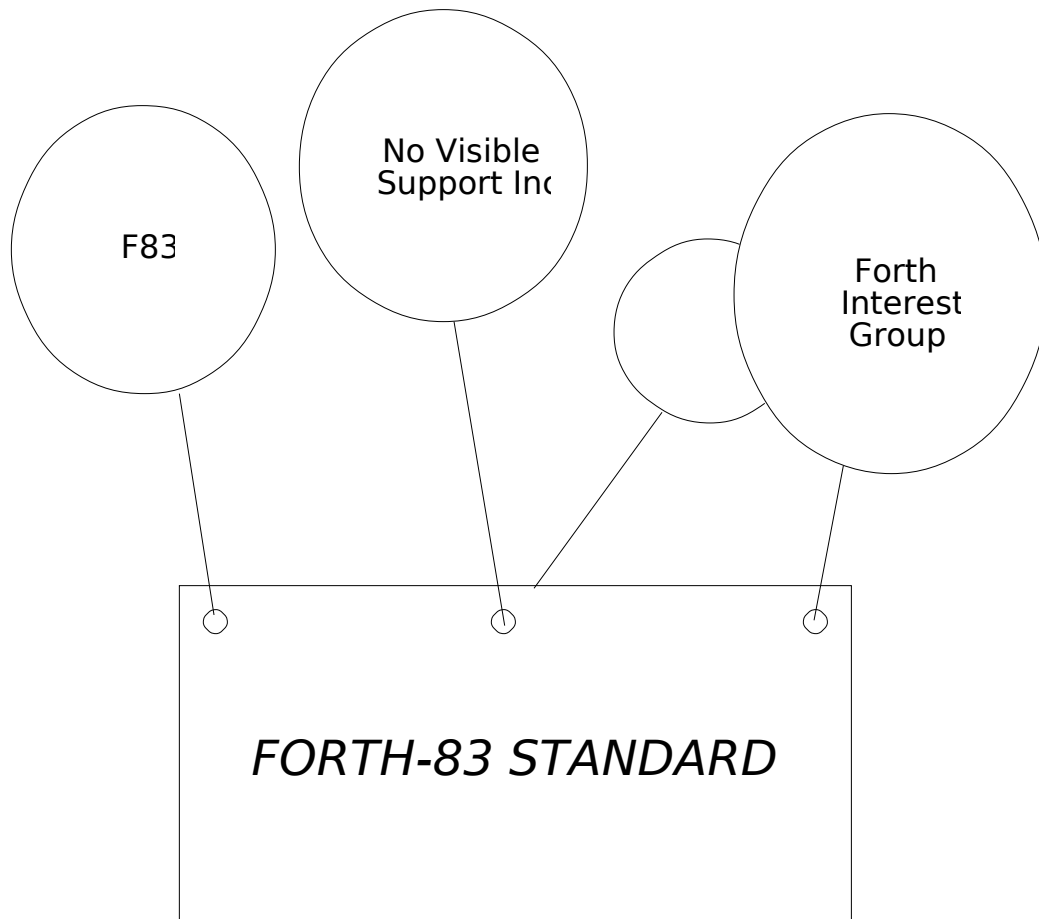 F83
No Visible
Support Inc
Forth
Interest
Group
FORTH-83 STANDARD